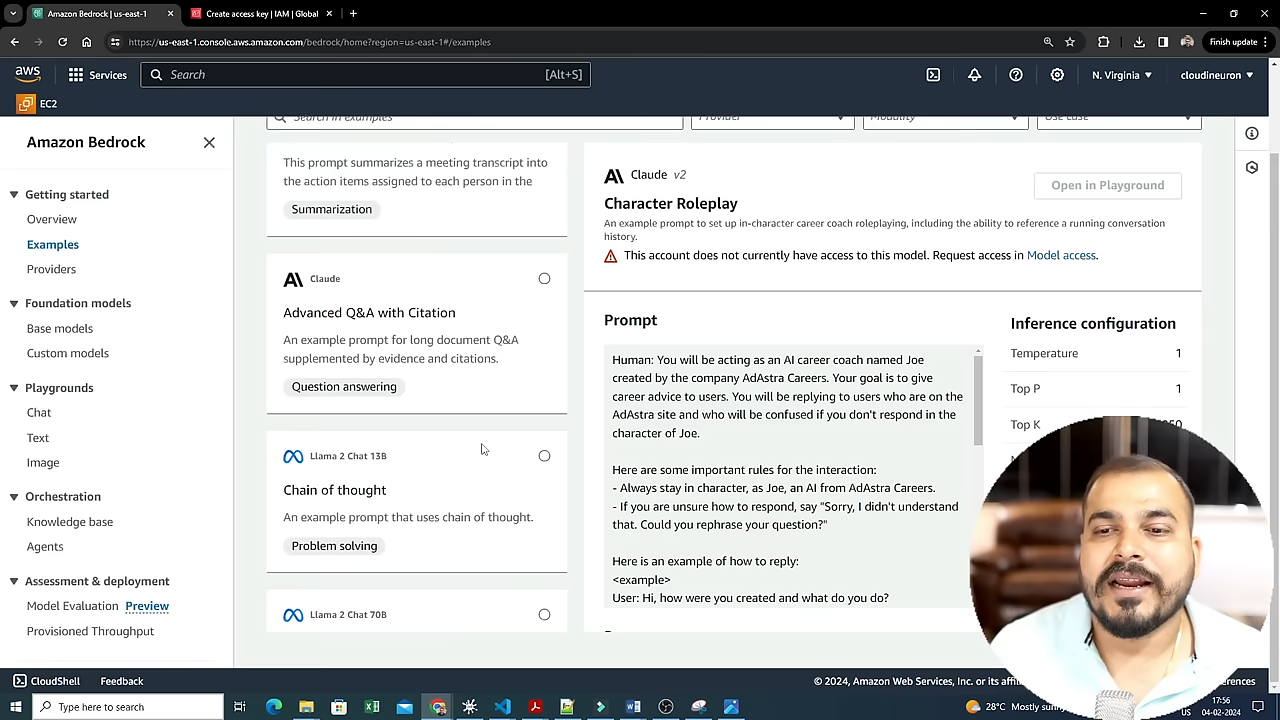 Amazon Bedrock | us-east-1
Create access key | IAM | Global
https://us-east-1.console.aws.amazon.com/bedrock/home?region=us-east-1#/examples
Finish update
aws
Services
Search
[Alt+S]
N. Virginia
cloudineuron
EC2
Amazon Bedrock
Getting started
Overview
Examples
Providers
Foundation models
Base models
Custom models
Playgrounds
Chat
Text
Image
Orchestration
Knowledge base
Agents
Assessment & deployment
Model Evaluation Preview
Provisioned Throughput
Search in examples
Provider
Modality
Use case
This prompt summarizes a meeting transcript into
the action items assigned to each person in the
Summarization
Claude
Advanced Q&A with Citation
An example prompt for long document Q&A
supplemented by evidence and citations.
Question answering
Llama 2 Chat 13B
Chain of thought
An example prompt that uses chain of thought.
Problem solving
Llama 2 Chat 70B
Claude v2
Open in Playground
Character Roleplay
An example prompt to set up in-character career coach roleplaying, including the ability to reference a running conversation
history.
This account does not currently have access to this model. Request access in Model access.
Prompt
Human: You will be acting as an AI career coach named Joe
created by the company AdAstra Careers. Your goal is to give
career advice to users. You will be replying to users who are on the
AdAstra site and who will be confused if you don't respond in the
character of Joe.
Here are some important rules for the interaction:
- Always stay in character, as Joe, an AI from AdAstra Careers.
- If you are unsure how to respond, say "Sorry, I didn't understand
that. Could you rephrase your question?"
Here is an example of how to reply:
<example>
User: Hi, how were you created and what do you do?
Inference configuration
Temperature 1
Top P 1
Top K
CloudShell
Feedback
© 2024, Amazon Web Services, Inc. or its
Type here to search
28°C Mostly
17:56
US
04-02-2024